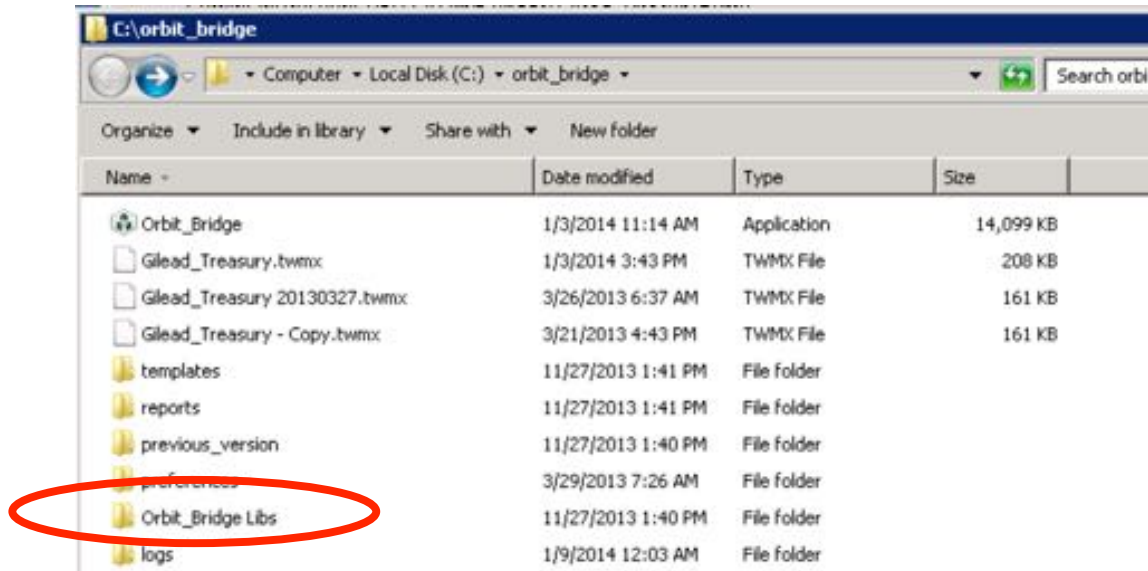 C:\orbit_bridge
Computer Local Disk (C:) orbit_bridge Search orbi
Organize Include in library Share with New folder
Name Date modified Type Size
Orbit_Bridge 1/3/2014 11:14 AM Application 14,099 KB
Gilead_Treasury.twmx 1/3/2014 3:43 PM TWMX File 208 KB
Gilead_Treasury 20130327.twmx 3/26/2013 6:37 AM TWMX File 161 KB
Gilead_Treasury - Copy.twmx 3/21/2013 4:43 PM TWMX File 161 KB
templates 11/27/2013 1:41 PM File folder
reports 11/27/2013 1:41 PM File folder
previous_version 11/27/2013 1:40 PM File folder
preferences 3/29/2013 7:26 AM File folder
Orbit_Bridge Libs 11/27/2013 1:40 PM File folder
logs 1/9/2014 12:03 AM File folder